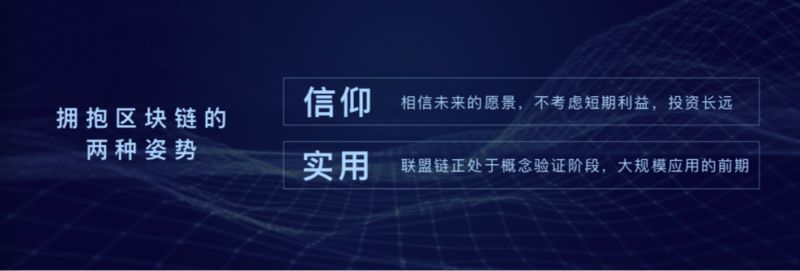 拥抱区块链的
两种姿势
信仰 相信未来的愿景，不考虑短期利益，投资长远
实用 联盟链正处于概念验证阶段，大规模应用的前期